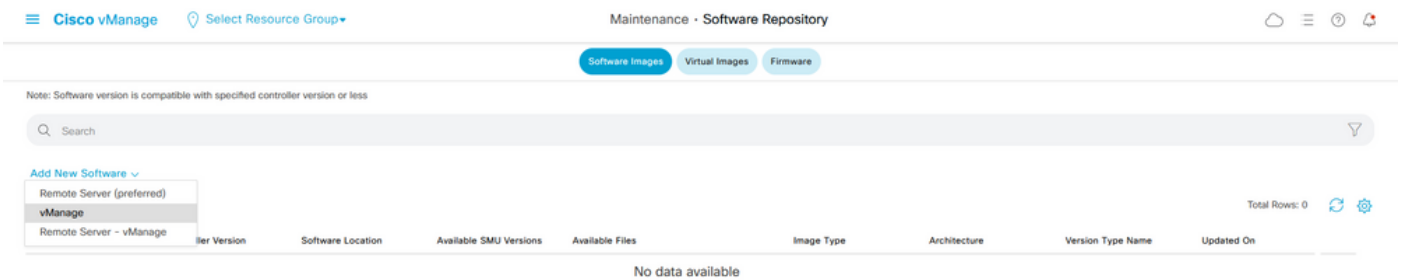 Cisco vManage
Select Resource Group▾
Maintenance · Software Repository
Software Images
Virtual Images
Firmware
Note: Software version is compatible with specified controller version or less
Search
Add New Software
Remote Server (preferred)
vManage
Remote Server - vManage
Total Rows: 0
ller Version
Software Location
Available SMU Versions
Available Files
Image Type
Architecture
Version Type Name
Updated On
No data available